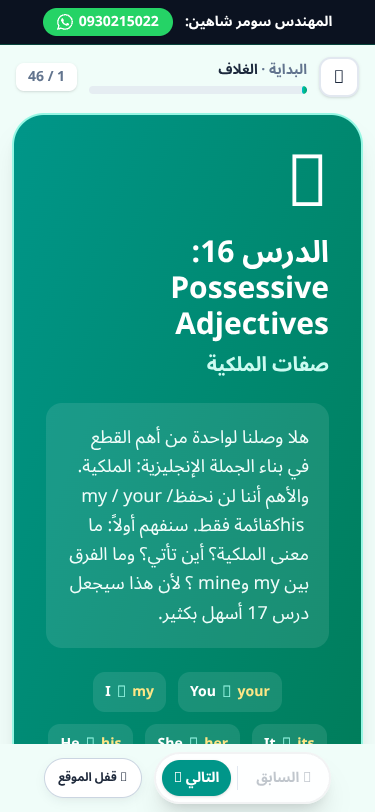 المهندس سومر شاهين: 0930215022
البداية · الغلاف
46 / 1
الدرس 16:
Possessive
Adjectives
صفات الملكية
هلا وصلنا لواحدة من أهم القطع
في بناء الجملة الإنجليزية: الملكية.
والأهم أننا لن نحفظ my / your /
his كقائمة فقط. سنفهم أولاً: ما
معنى الملكية؟ أين تأتي؟ وما الفرق
بين my وmine ؟ لأن هذا سيجعل
درس 17 أسهل بكثير.
I my
You your
He his
She her
It its
السابق
التالي
قفل الموقع